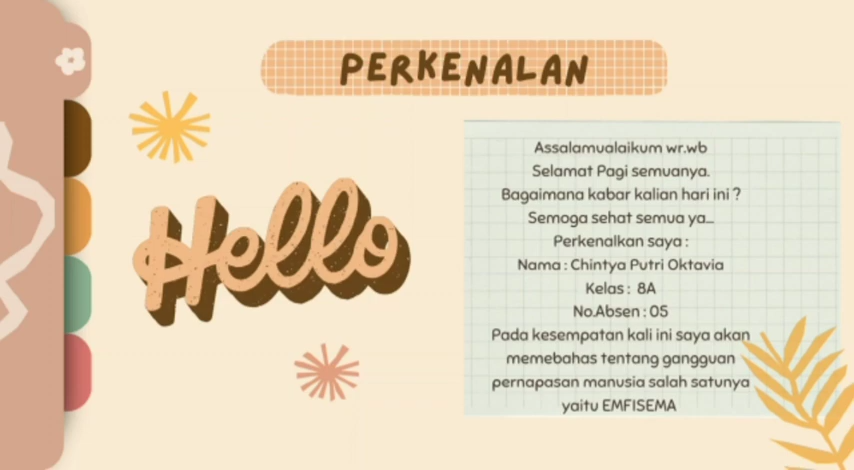 PERKENALAN
Hello
Assalamualaikum wr.wb
Selamat Pagi semuanya.
Bagaimana kabar kalian hari ini ?
Semoga sehat semua ya...
Perkenalkan saya :
Nama : Chintya Putri Oktavia
Kelas : 8A
No.Absen : 05
Pada kesempatan kali ini saya akan
memebahas tentang gangguan
pernapasan manusia salah satunya
yaitu EMFISEMA